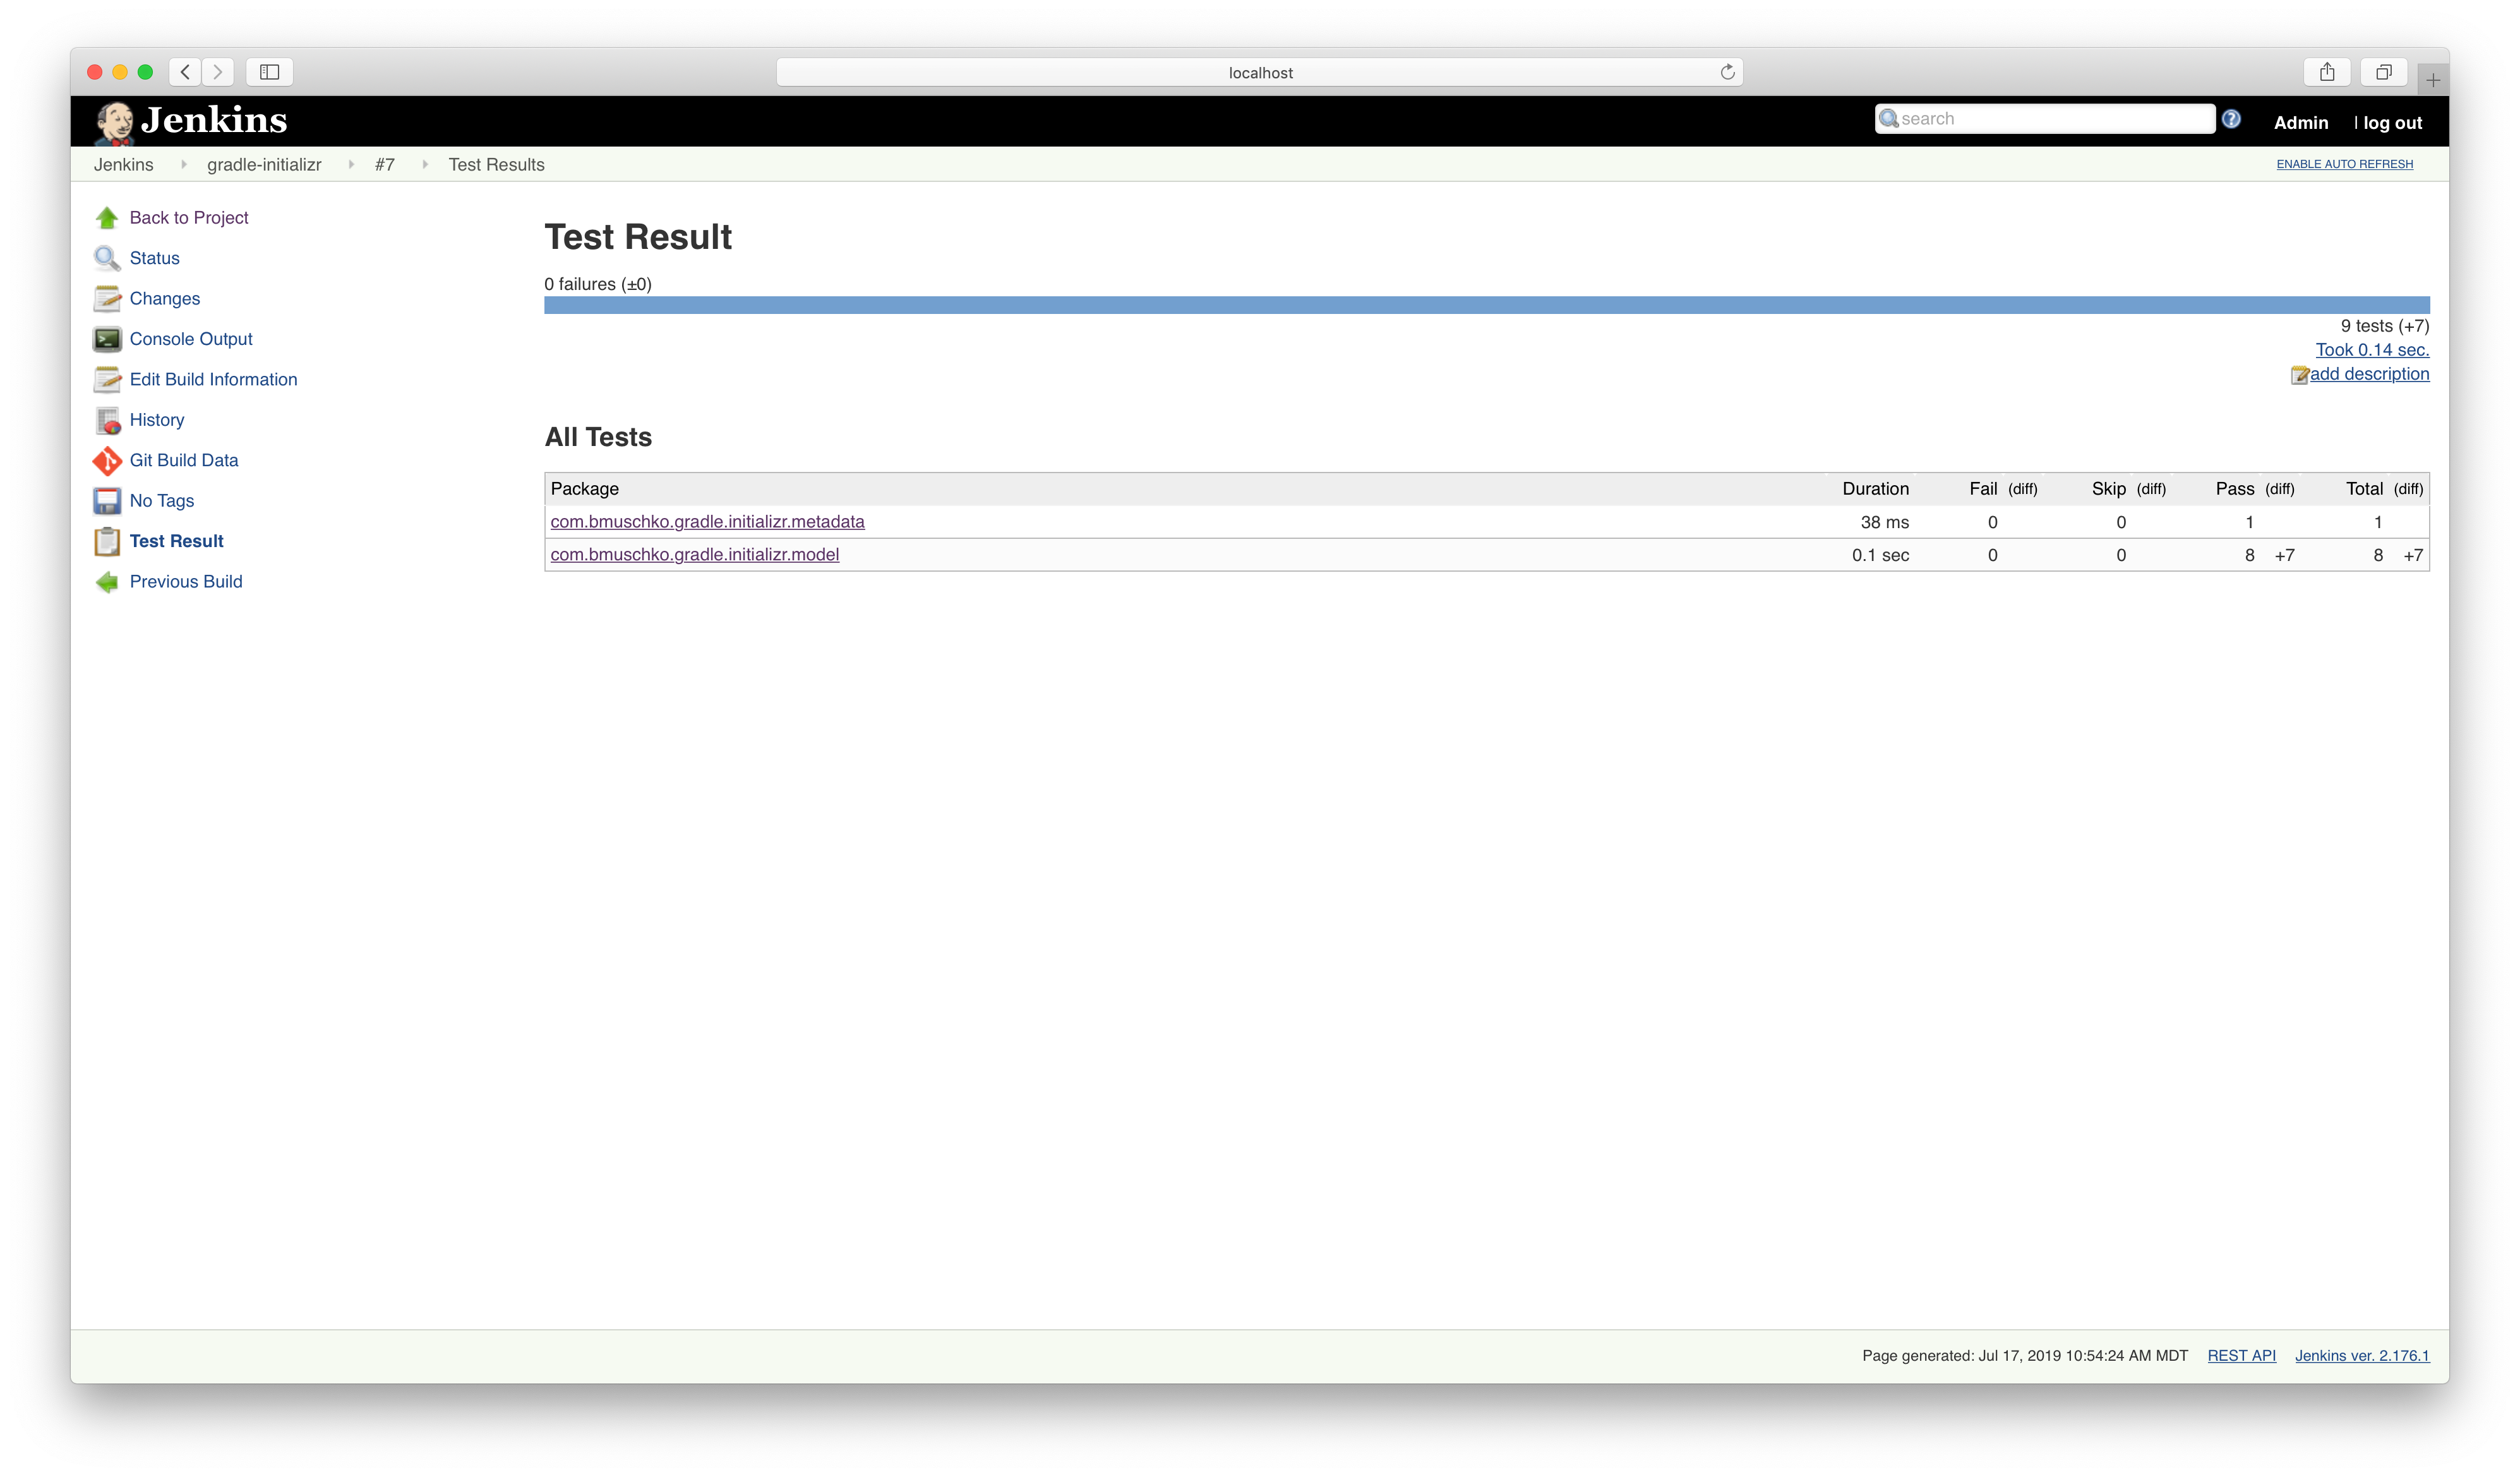 localhost
Jenkins
search
Admin
| log out
Jenkins gradle-initializr #7 Test Results
ENABLE AUTO REFRESH
Back to Project
Status
Changes
Console Output
Edit Build Information
History
Git Build Data
No Tags
Test Result
Previous Build
Test Result
0 failures (±0)
9 tests (+7)
Took 0.14 sec.
add description
All Tests
Package Duration Fail (diff) Skip (diff) Pass (diff) Total (diff)
com.bmuschko.gradle.initializr.metadata 38 ms 0 0 1 1
com.bmuschko.gradle.initializr.model 0.1 sec 0 0 8 +7 8 +7
Page generated: Jul 17, 2019 10:54:24 AM MDT REST API Jenkins ver. 2.176.1